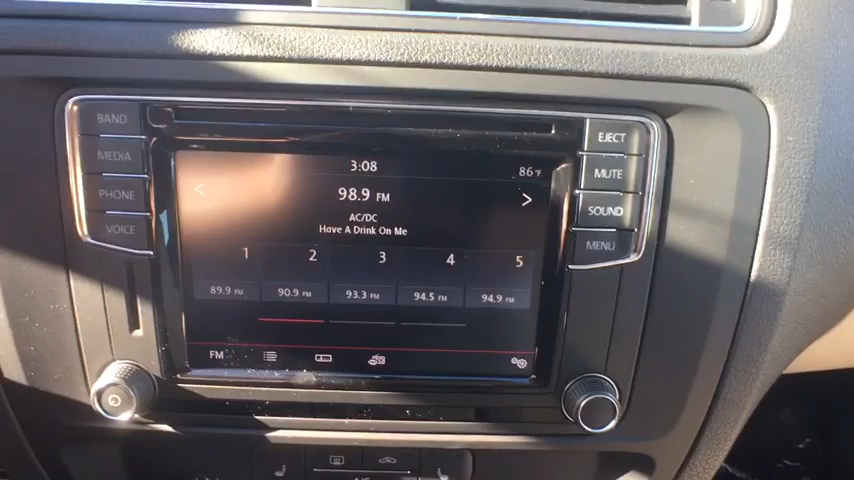 BAND
MEDIA
PHONE
VOICE
EJECT
MUTE
SOUND
MENU
3:08
86 °F
98.9 FM
AC/DC
Have A Drink On Me
1 2 3 4 5
89.9 FM 90.9 FM 93.3 FM 94.5 FM 94.9 FM
FM